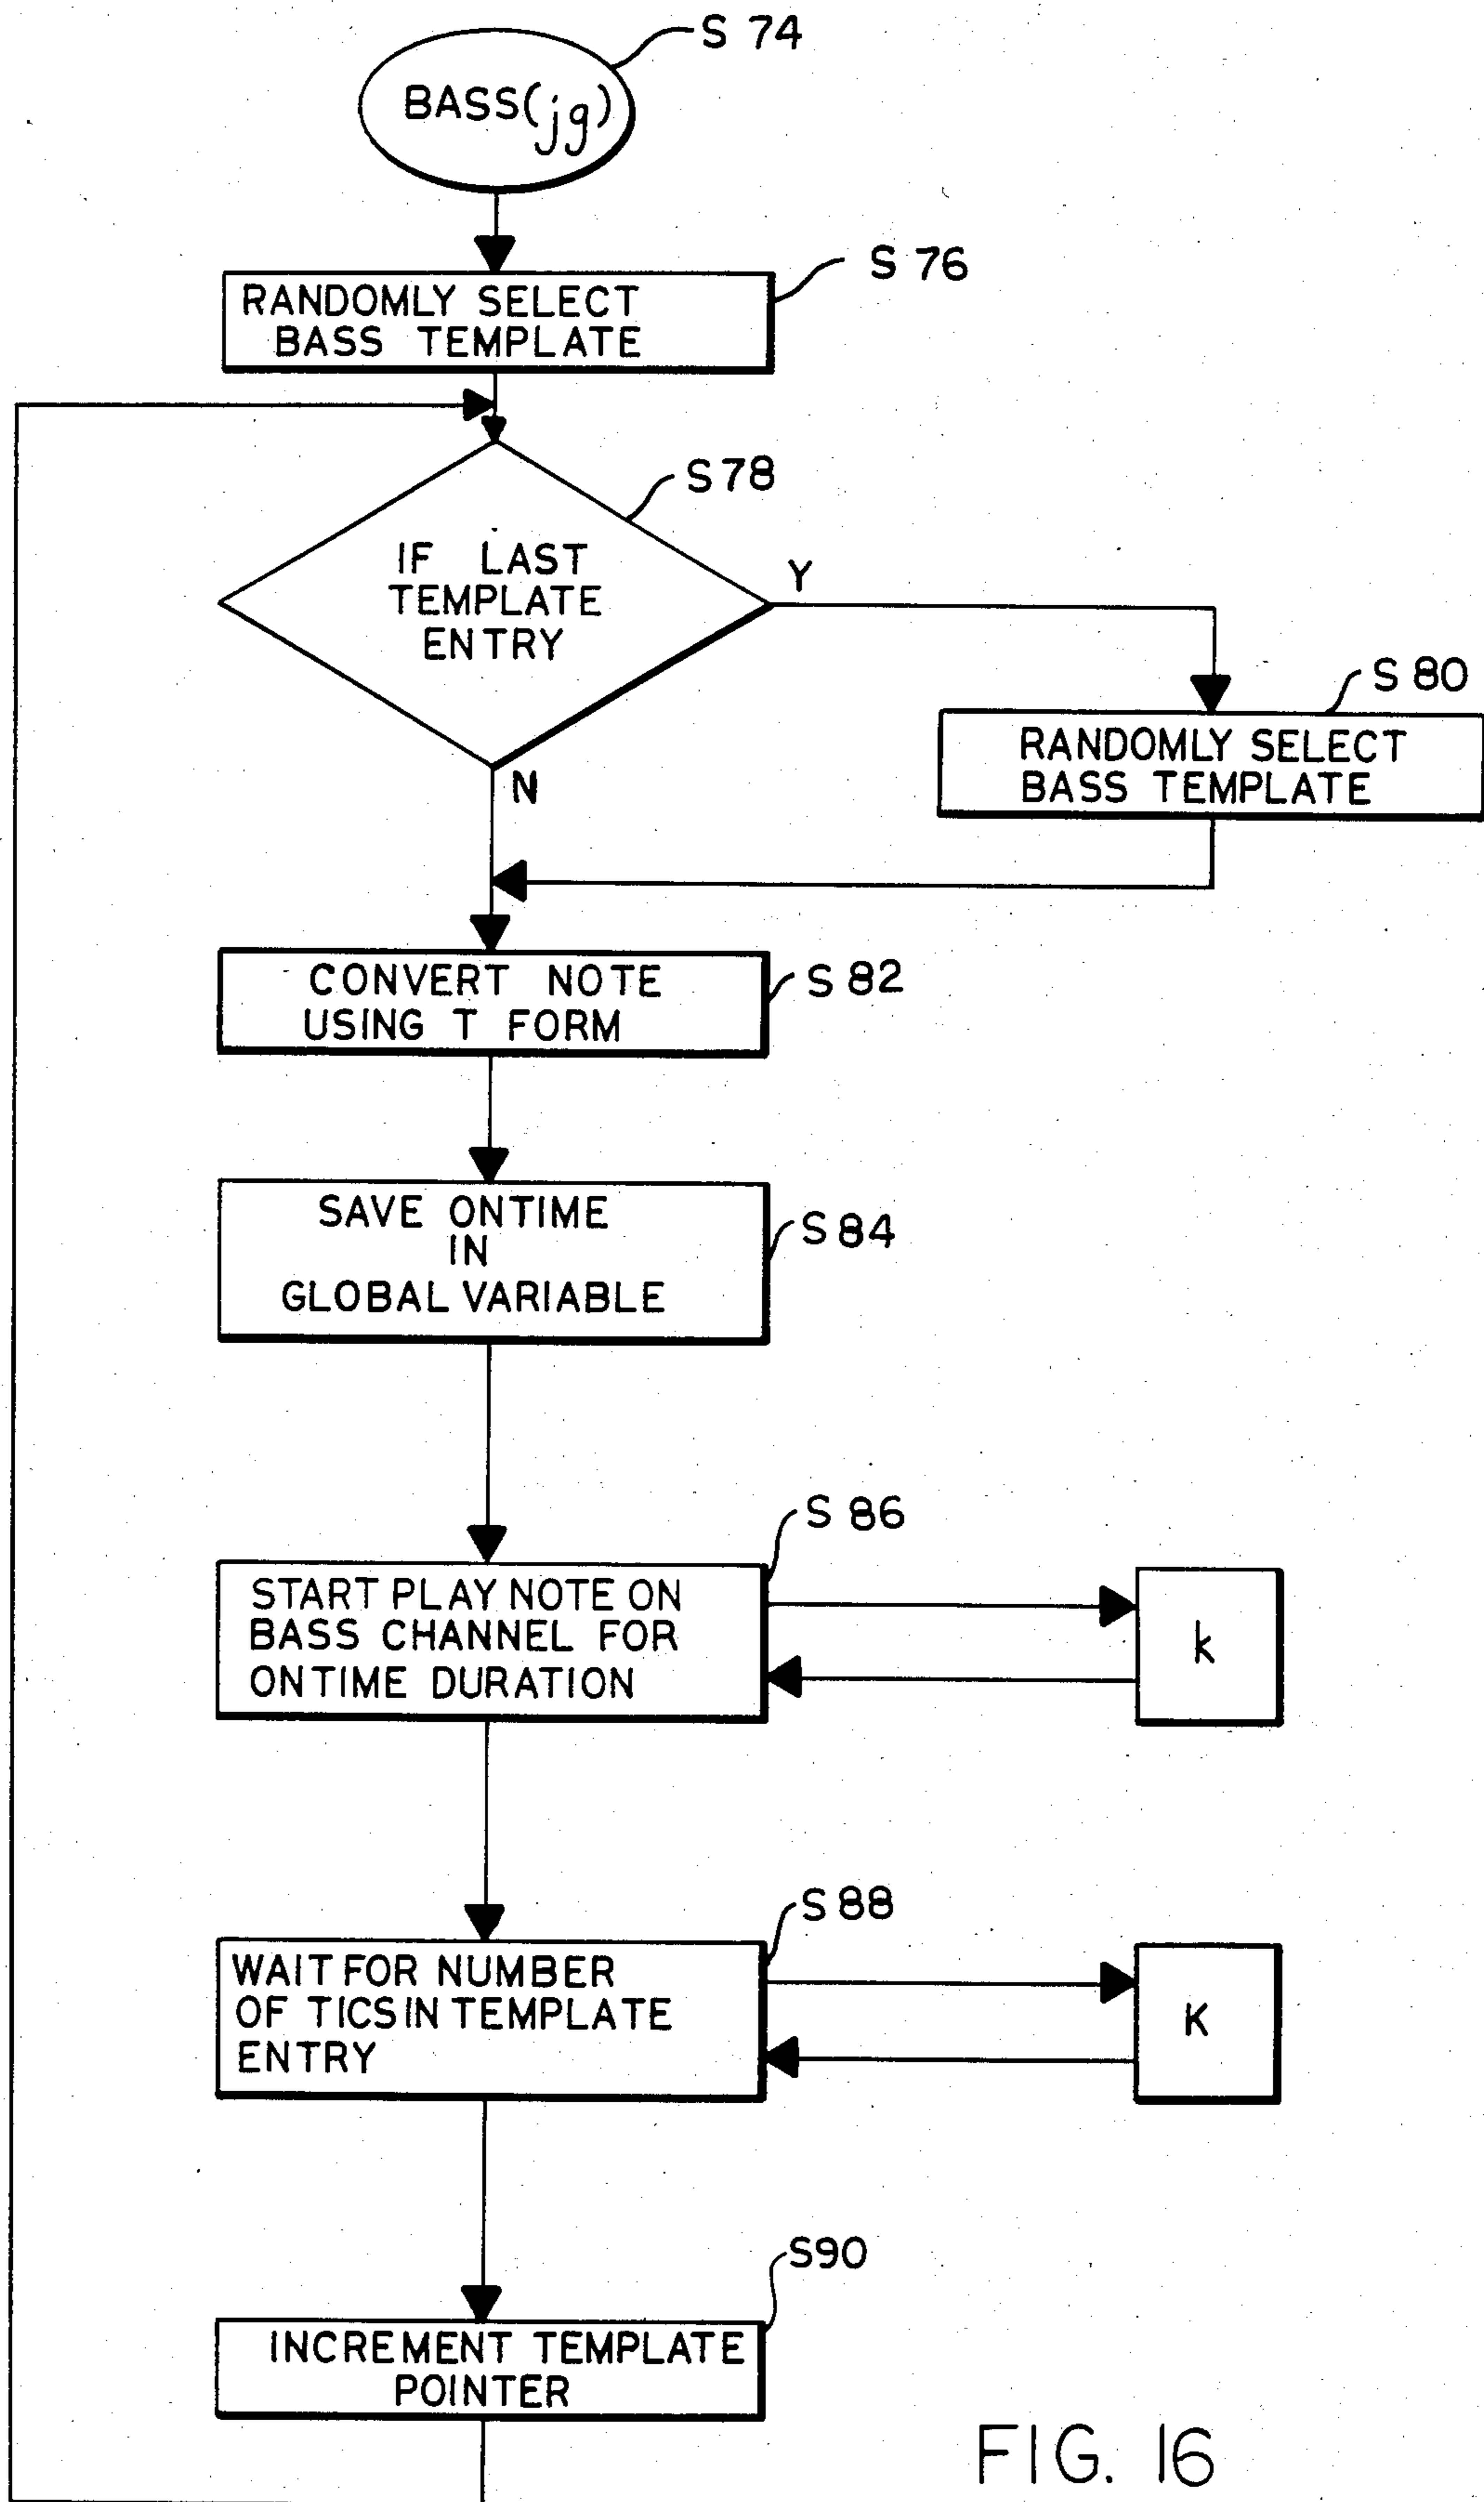 S 74
BASS(jg)
S 76
RANDOMLY SELECT
BASS TEMPLATE
S78
IF LAST
TEMPLATE
ENTRY
Y
N
S 80
RANDOMLY SELECT
BASS TEMPLATE
CONVERT NOTE
USING T FORM
S 82
SAVE ONTIME
IN
GLOBAL VARIABLE
S 84
S 86
START PLAY NOTE ON
BASS CHANNEL FOR
ONTIME DURATION
k
S 88
WAIT FOR NUMBER
OF TICS IN TEMPLATE
ENTRY
K
S90
INCREMENT TEMPLATE
POINTER
FIG. 16